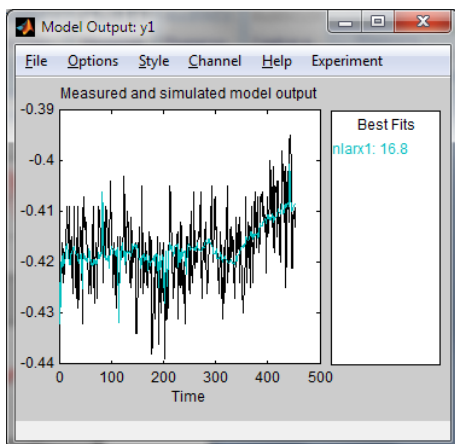 Model Output: y1
File Options Style Channel Help Experiment
Measured and simulated model output
-0.39
-0.4
-0.41
-0.42
-0.43
-0.44
0 100 200 300 400 500
Time
Best Fits
nlarx1: 16.8